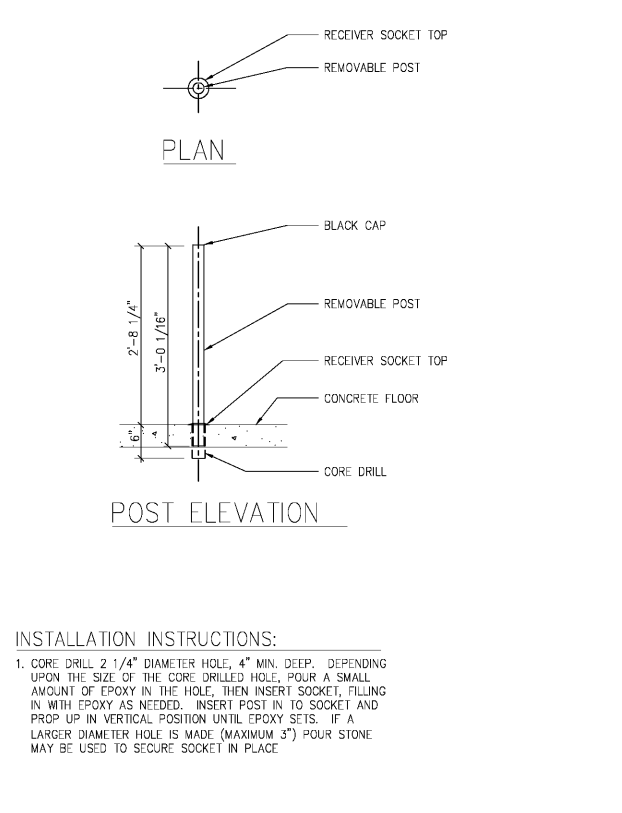 RECEIVER SOCKET TOP
REMOVABLE POST
PLAN
BLACK CAP
2'-8 1/4"
3'-0 1/16"
REMOVABLE POST
RECEIVER SOCKET TOP
CONCRETE FLOOR
6"
CORE DRILL
POST ELEVATION
INSTALLATION INSTRUCTIONS:
1. CORE DRILL 2 1/4" DIAMETER HOLE, 4" MIN. DEEP. DEPENDING
UPON THE SIZE OF THE CORE DRILLED HOLE, POUR A SMALL
AMOUNT OF EPOXY IN THE HOLE, THEN INSERT SOCKET, FILLING
IN WITH EPOXY AS NEEDED. INSERT POST IN TO SOCKET AND
PROP UP IN VERTICAL POSITION UNTIL EPOXY SETS. IF A
LARGER DIAMETER HOLE IS MADE (MAXIMUM 3") POUR STONE
MAY BE USED TO SECURE SOCKET IN PLACE